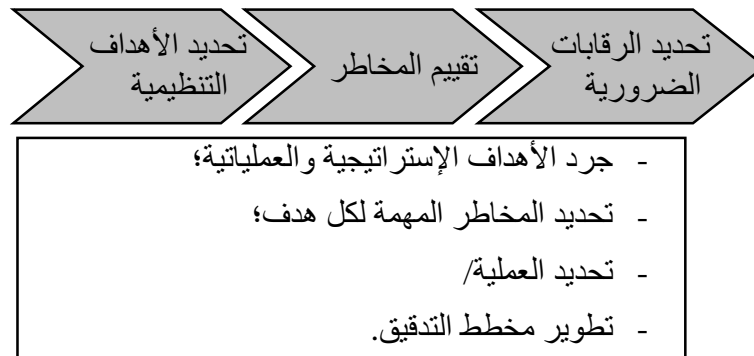 تحديد الأهداف
التنظيمية
تقييم المخاطر
تحديد الرقابات
الضرورية
- جرد الأهداف الإستراتيجية والعملياتية؛
- تحديد المخاطر المهمة لكل هدف؛
- تحديد العملية/
- تطوير مخطط التدقيق.